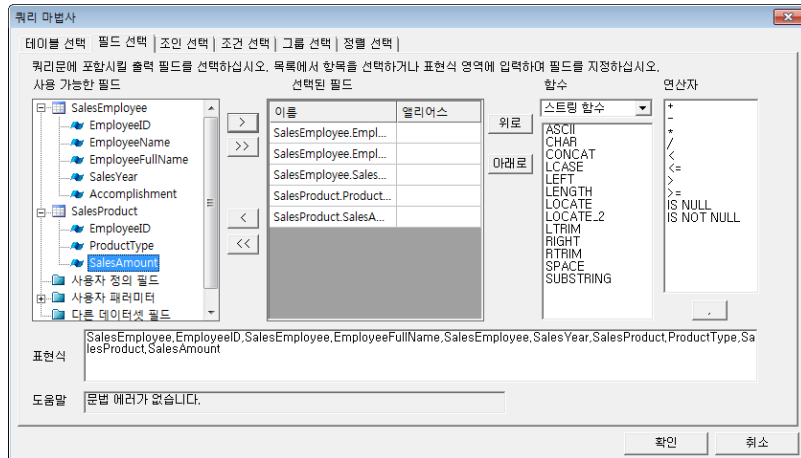 쿼리 마법사
테이블 선택 필드 선택 조인 선택 조건 선택 그룹 선택 정렬 선택
쿼리문에 포함시킬 출력 필드를 선택하십시오. 목록에서 항목을 선택하거나 표현식 영역에 입력하여 필드를 지정하십시오.
사용 가능한 필드 선택된 필드 함수 연산자
SalesEmployee
EmployeeID
EmployeeName
EmployeeFullName
SalesYear
Accomplishment
SalesProduct
EmployeeID
ProductType
SalesAmount
사용자 정의 필드
사용자 패러미터
다른 데이터셋 필드
>
>>
<
<<
이름 앨리어스
SalesEmployee.Empl...
SalesEmployee.Empl...
SalesEmployee.Sales...
SalesProduct.Product...
SalesProduct.SalesA...
위로
아래로
스트링 함수
ASCII
CHAR
CONCAT
LCASE
LEFT
LENGTH
LOCATE
LOCATE_2
LTRIM
RIGHT
RTRIM
SPACE
SUBSTRING
+
-
*
/
<
<=
>
>=
IS NULL
IS NOT NULL
,
표현식
SalesEmployee,EmployeeID,SalesEmployee,EmployeeFullName,SalesEmployee,SalesYear,SalesProduct,ProductType,Sa
lesProduct,SalesAmount
도움말 문법 에러가 없습니다.
확인 취소